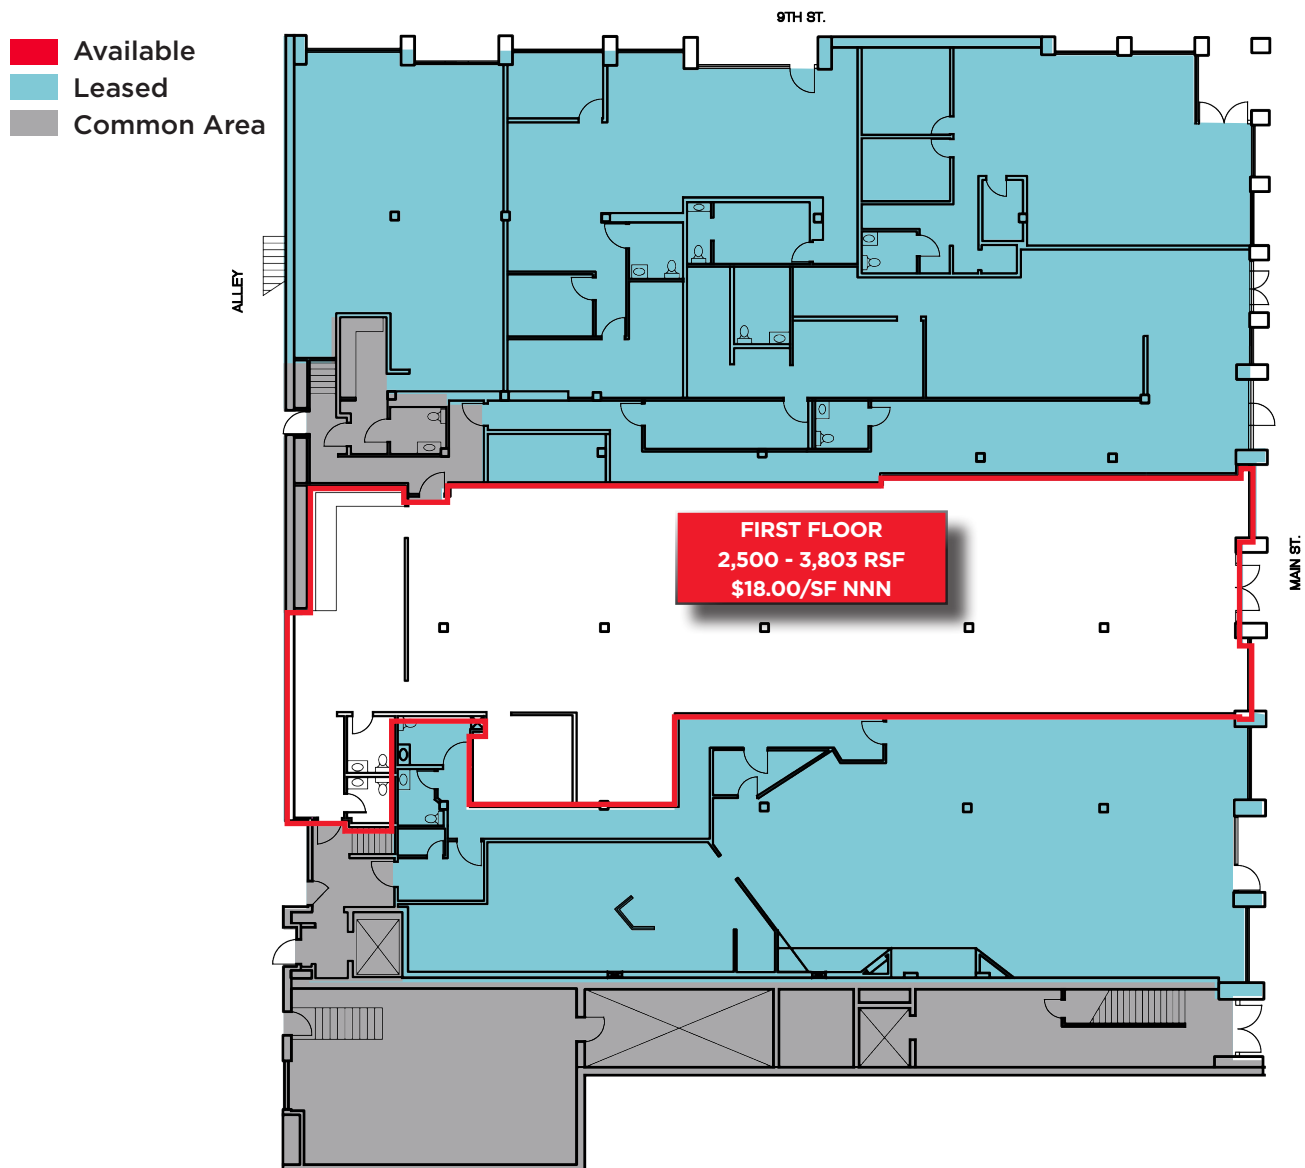 9TH ST.
Available
Leased
Common Area
ALLEY
FIRST FLOOR
2,500 - 3,803 RSF
$18.00/SF NNN
MAIN ST.